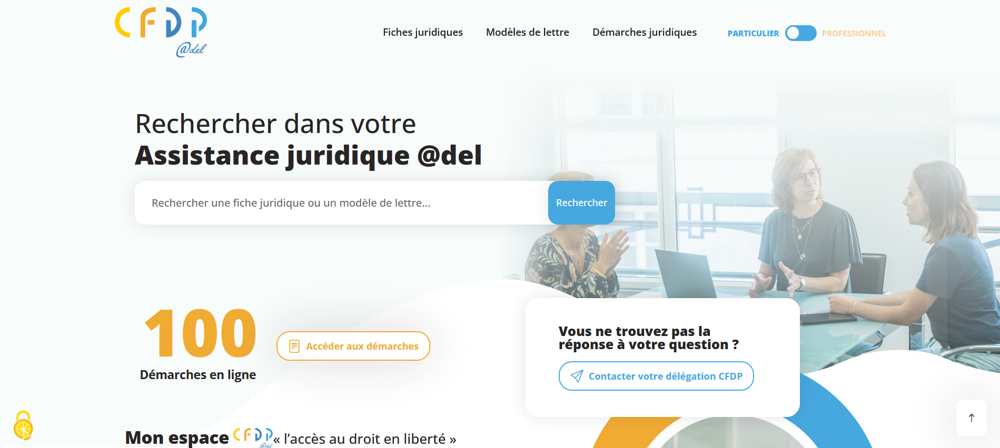 CFDP
@del
Fiches juridiques
Modèles de lettre
Démarches juridiques
PARTICULIER
PROFESSIONNEL
Rechercher dans votre
Assistance juridique @del
Rechercher une fiche juridique ou un modèle de lettre...
Rechercher
100
Démarches en ligne
Accéder aux démarches
Vous ne trouvez pas la
réponse à votre question ?
Contacter votre délégation CFDP
Mon espace CFDP @del « l’accès au droit en liberté »